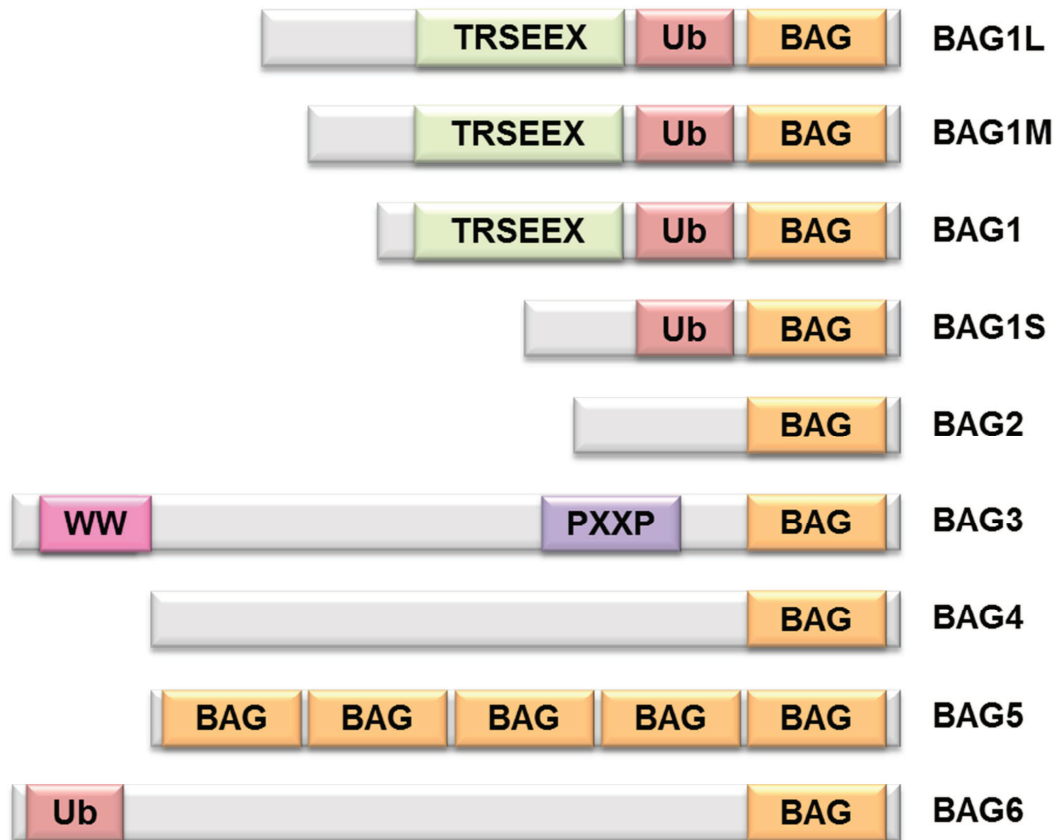 TRSEEX Ub BAG BAG1L
TRSEEX Ub BAG BAG1M
TRSEEX Ub BAG BAG1
Ub BAG BAG1S
BAG BAG2
WW PXXP BAG BAG3
BAG BAG4
BAG BAG BAG BAG BAG BAG5
Ub BAG BAG6